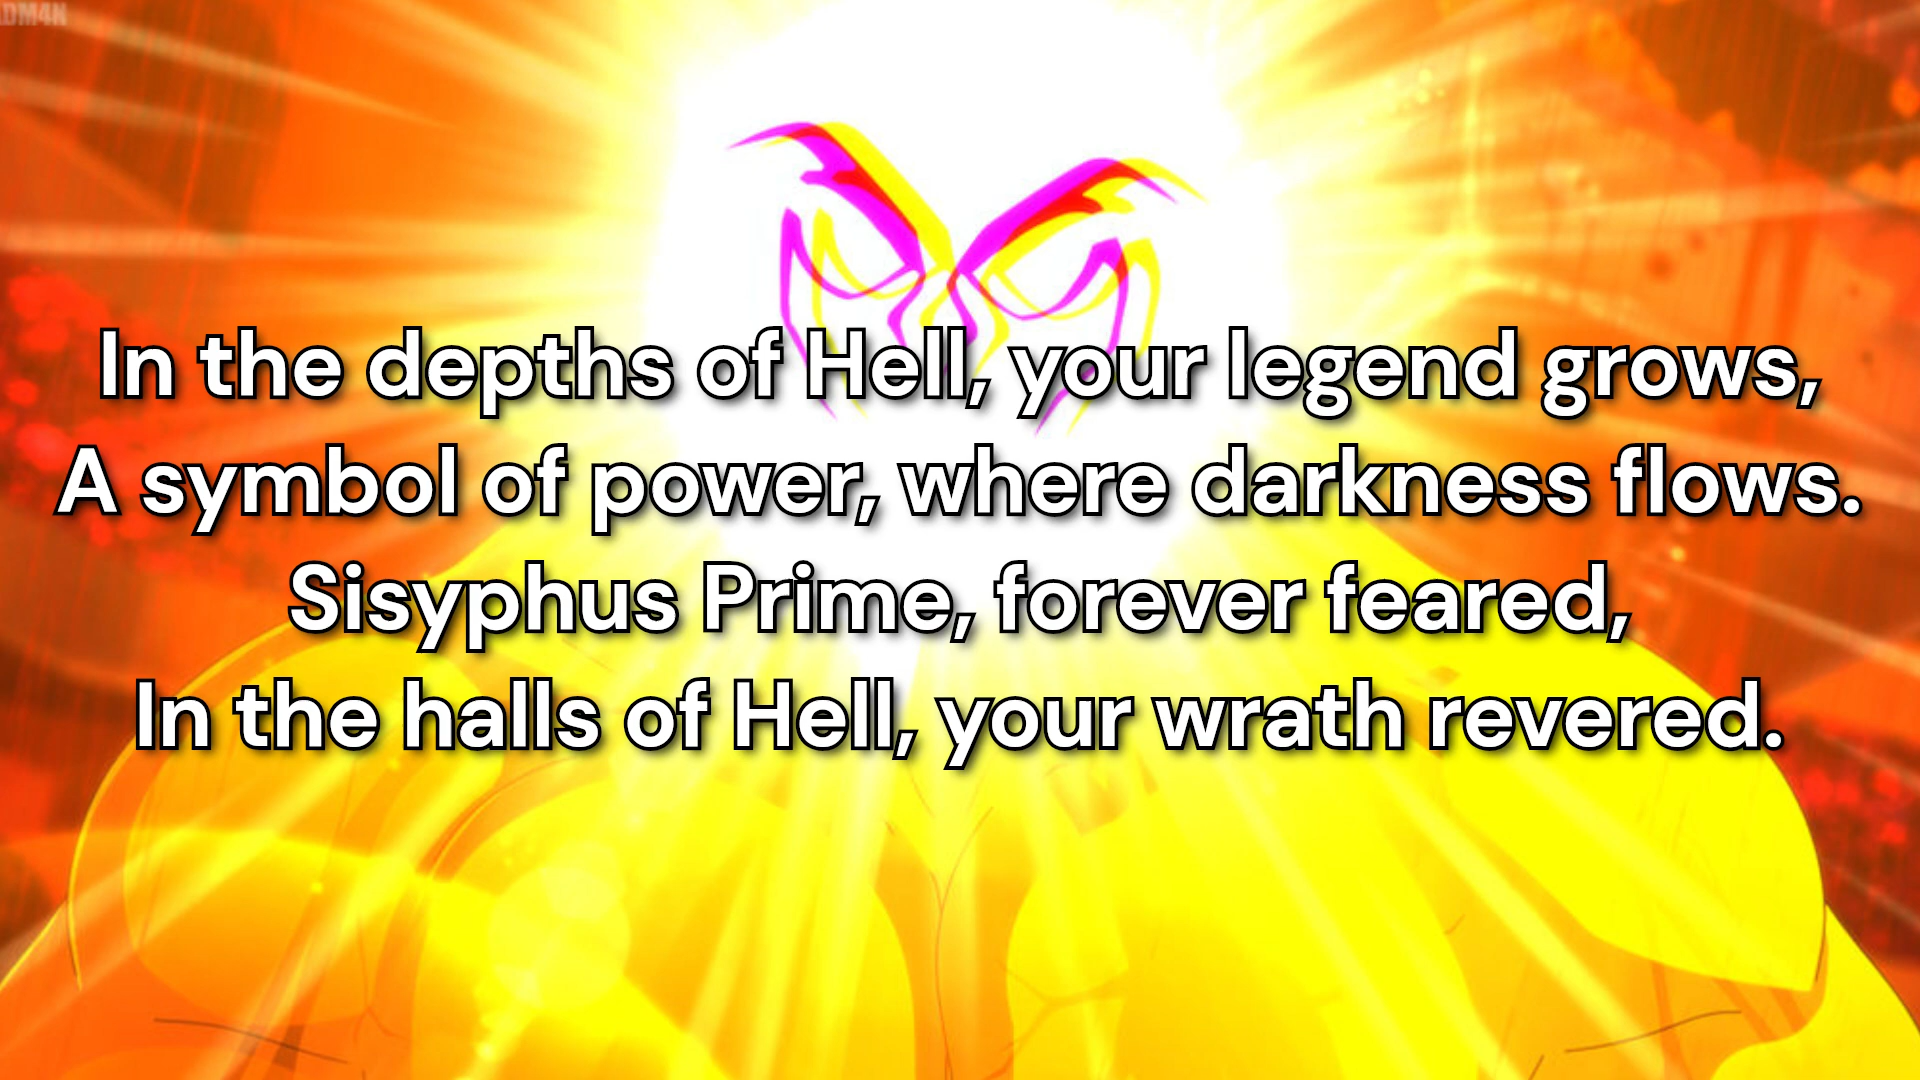 ADM4N
In the depths of Hell, your legend grows,
A symbol of power, where darkness flows.
Sisyphus Prime, forever feared,
In the halls of Hell, your wrath revered.